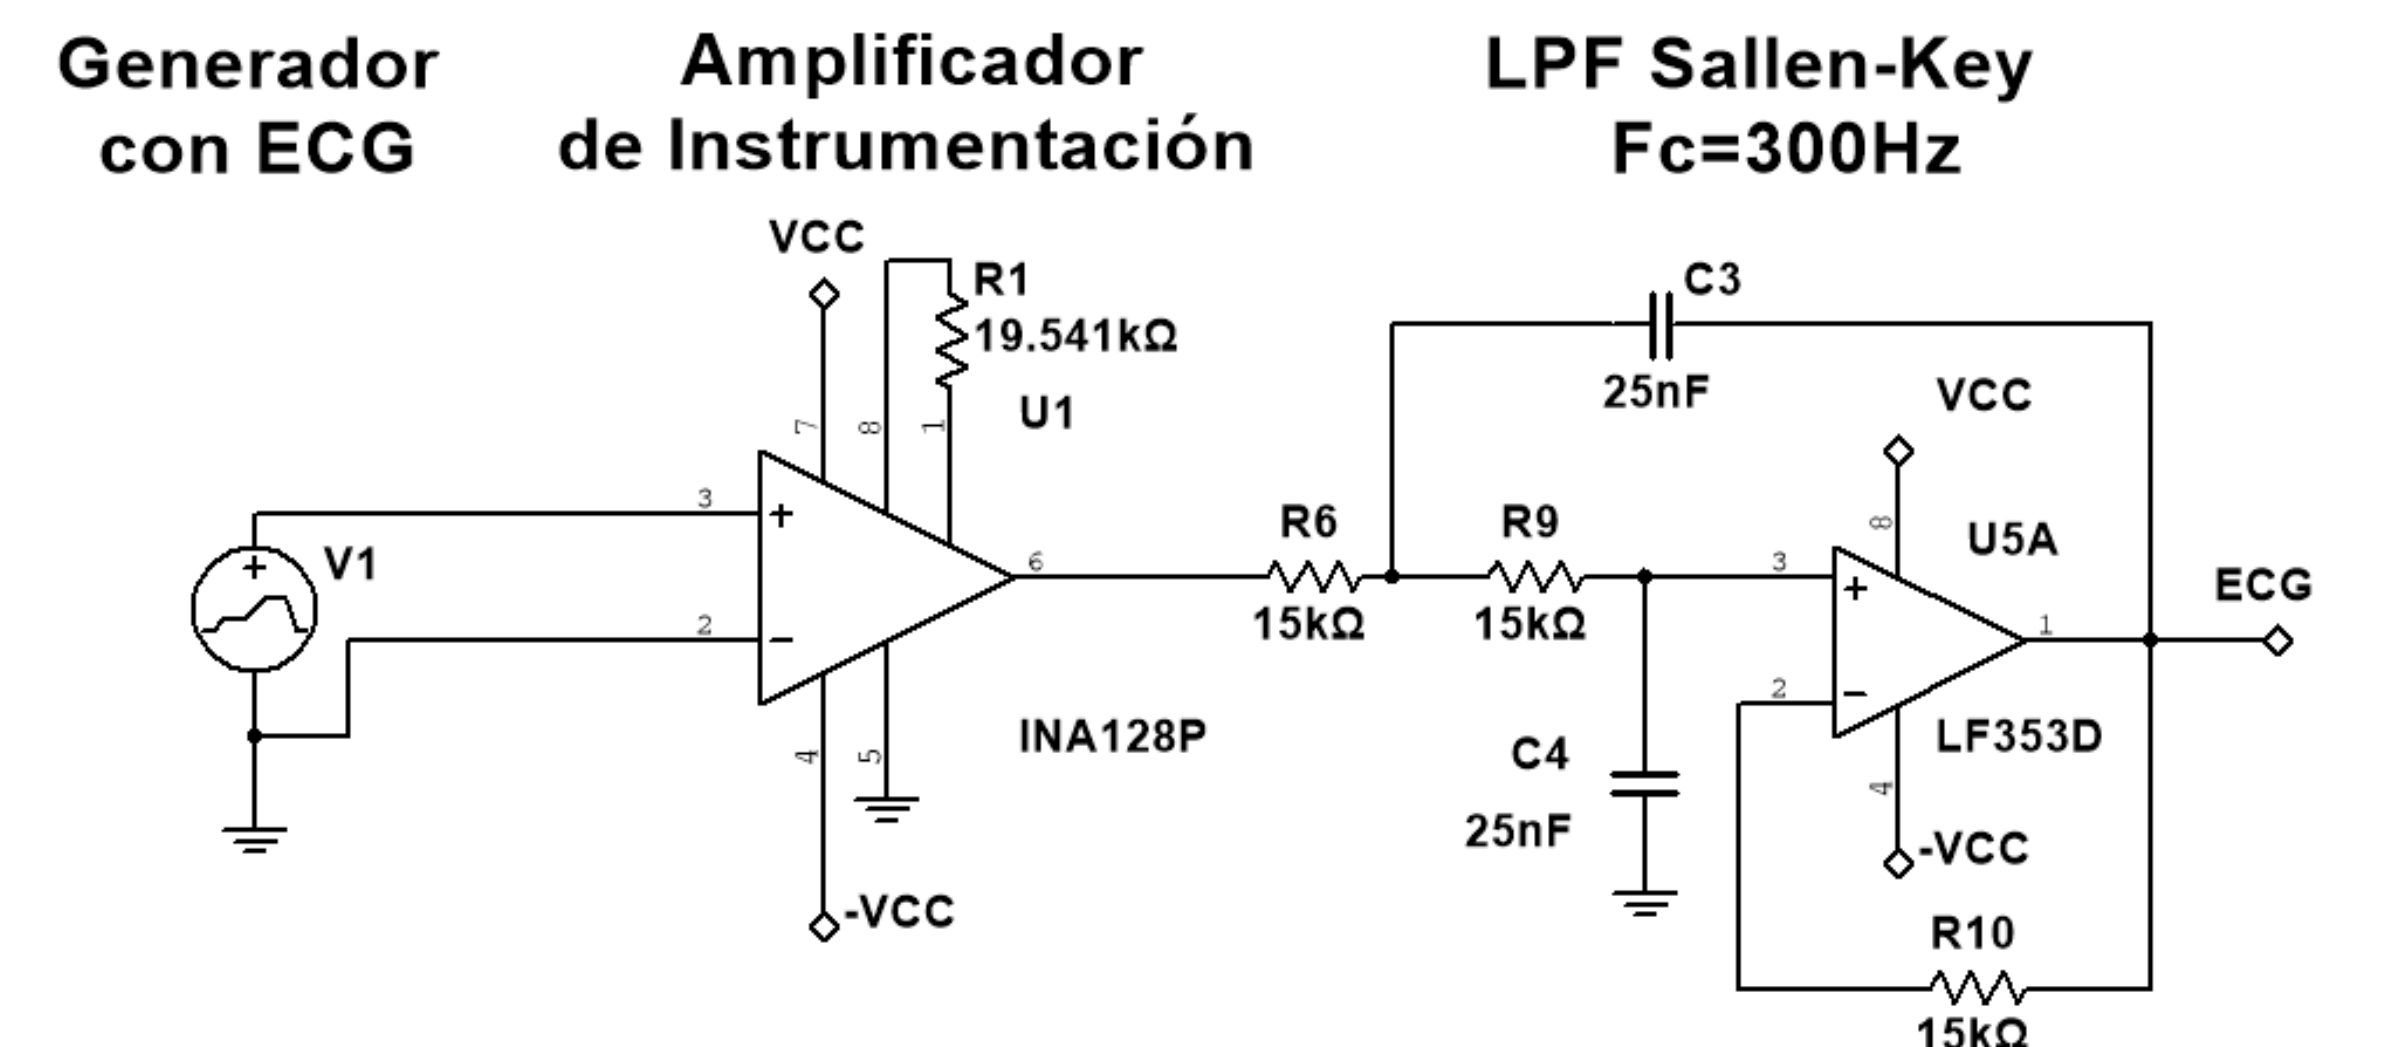 Generador
con ECG
Amplificador
de Instrumentación
LPF Sallen-Key
Fc=300Hz
VCC
R1
19.541kΩ
U1
7
8
1
3
+
2
−
6
4
5
INA128P
-VCC
+
V1
R6
15kΩ
R9
15kΩ
C3
25nF
C4
25nF
VCC
8
U5A
3
+
2
−
1
4
LF353D
-VCC
ECG
R10
15kΩ